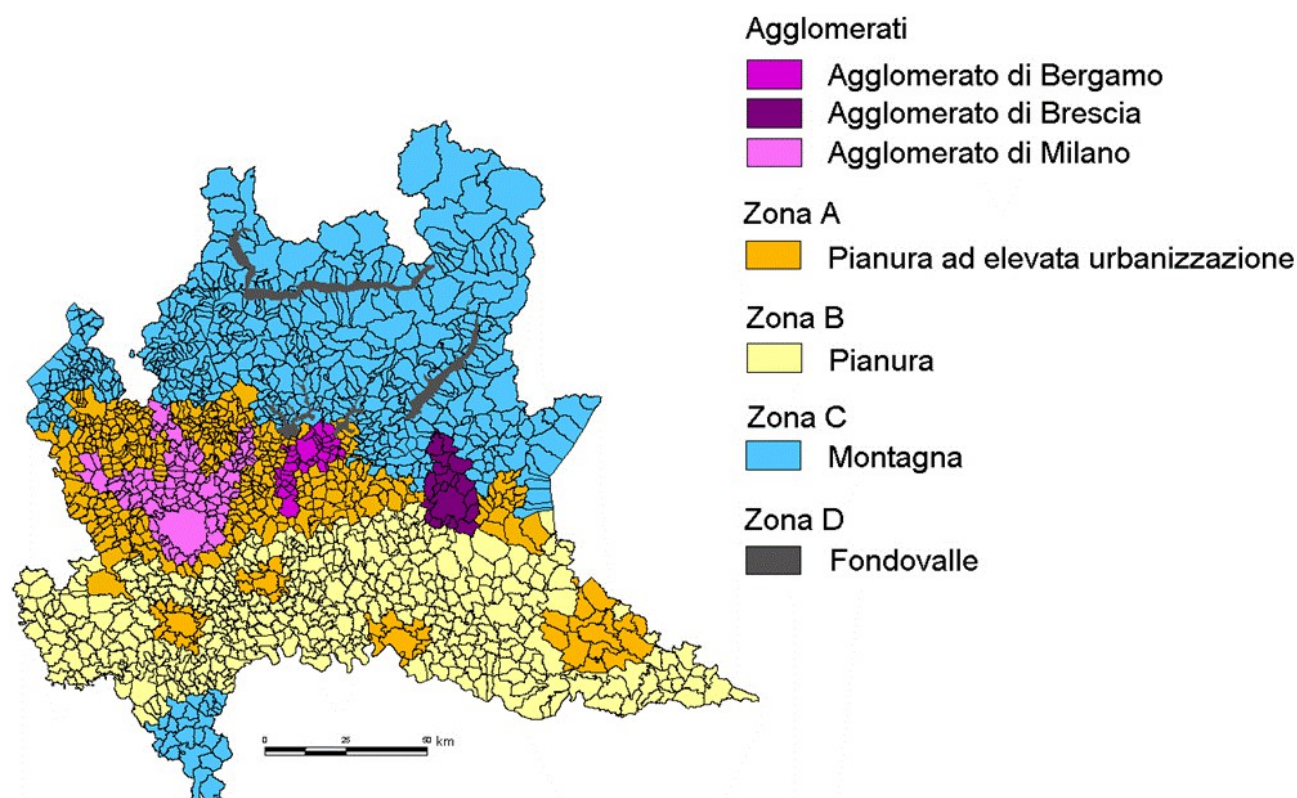 Agglomerati
Agglomerato di Bergamo
Agglomerato di Brescia
Agglomerato di Milano
Zona A
Pianura ad elevata urbanizzazione
Zona B
Pianura
Zona C
Montagna
Zona D
Fondovalle
0 25 50 km